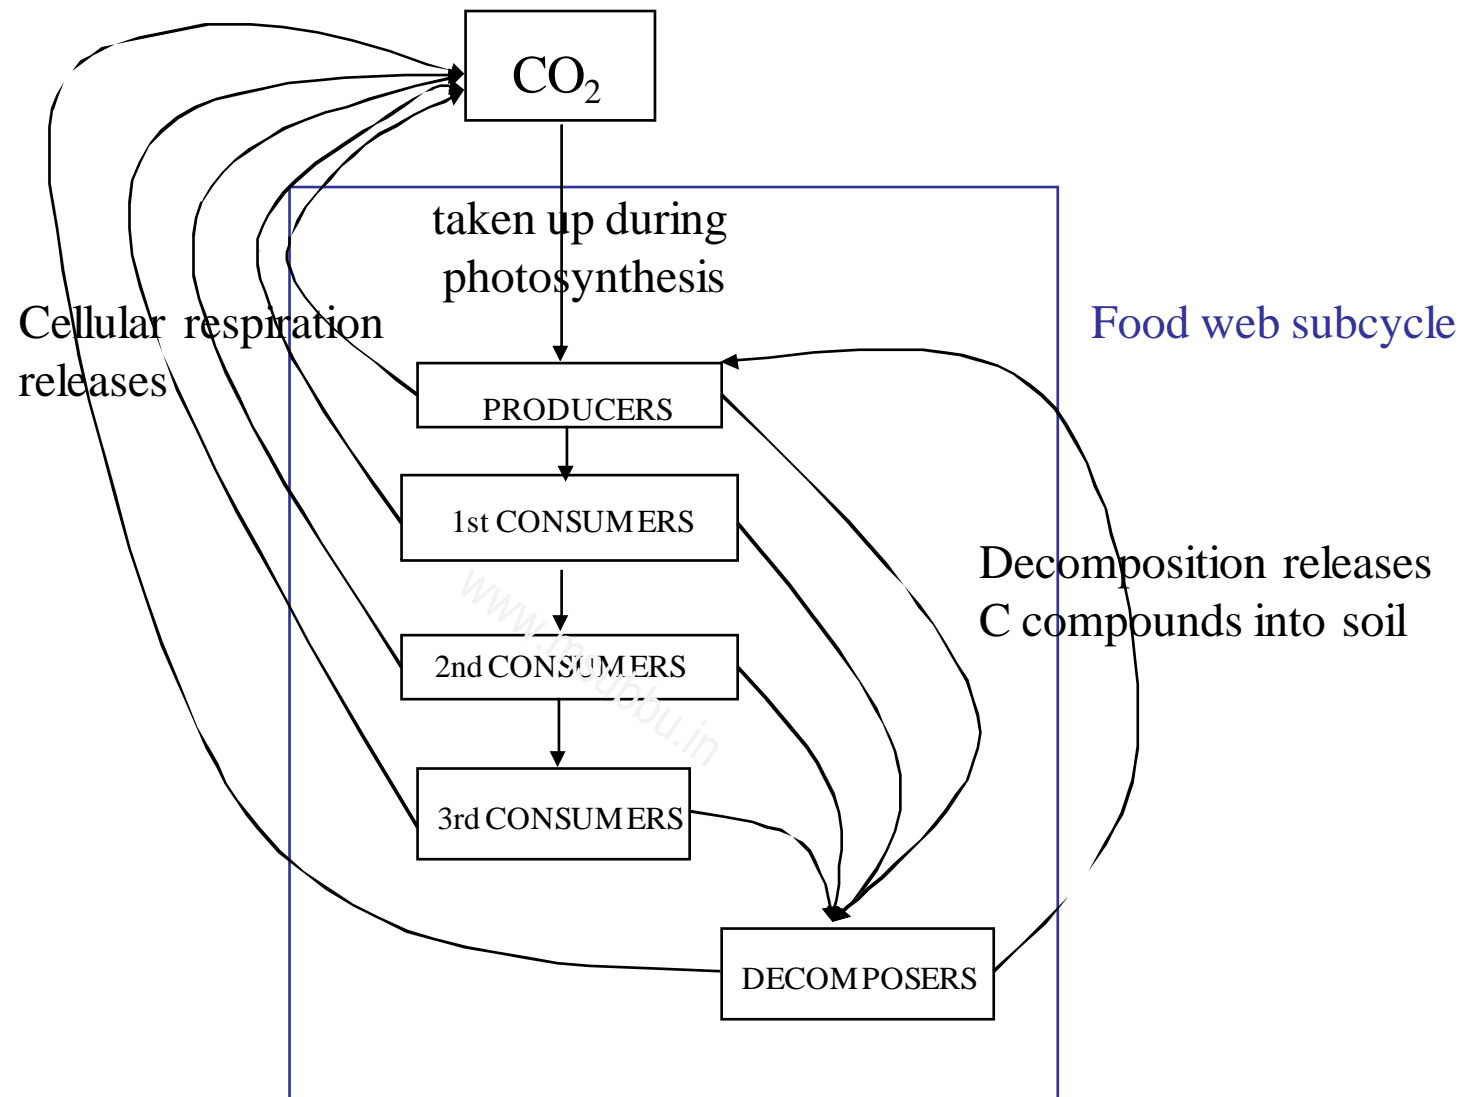 CO₂
taken up during
photosynthesis
Cellular respiration
releases
Food web subcycle
PRODUCERS
1st CONSUMERS
Decomposition releases
C compounds into soil
2nd CONSUMERS
3rd CONSUMERS
DECOMPOSERS